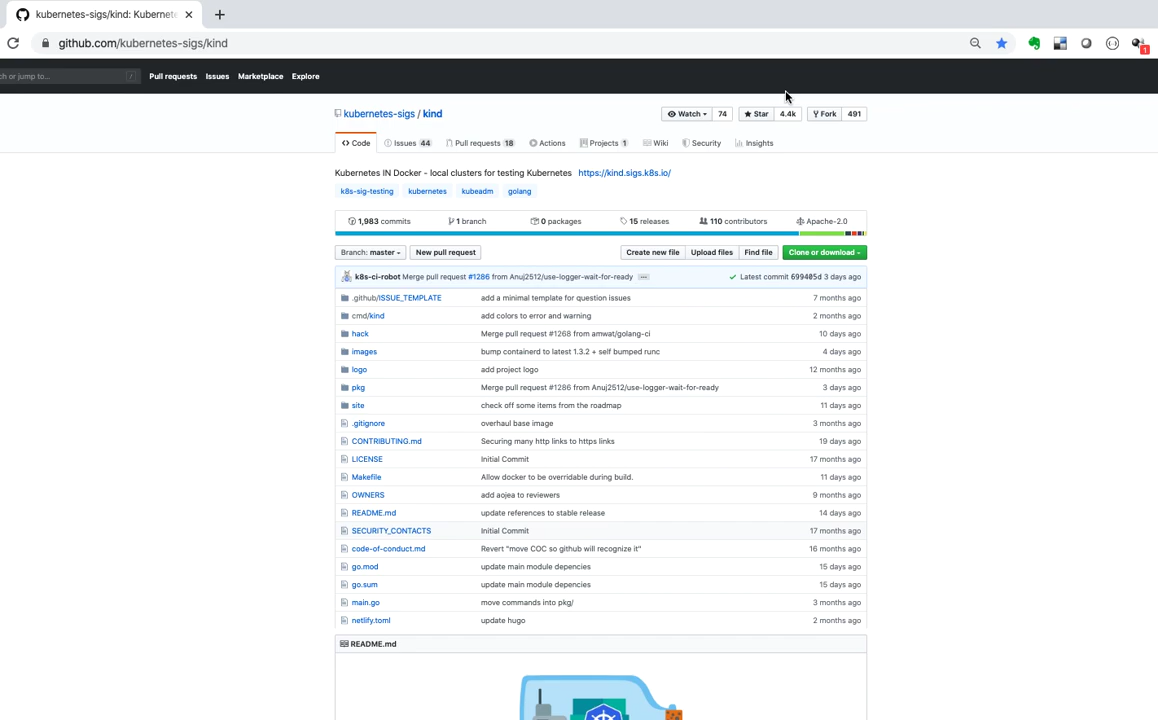 kubernetes-sigs/kind: Kubernete
github.com/kubernetes-sigs/kind
1
ch or jump to... /
Pull requests Issues Marketplace Explore
kubernetes-sigs / kind
Watch 74 Star 4.4k Fork 491
Code Issues 44 Pull requests 18 Actions Projects 1 Wiki Security Insights
Kubernetes IN Docker - local clusters for testing Kubernetes https://kind.sigs.k8s.io/
k8s-sig-testing kubernetes kubeadm golang
1,983 commits 1 branch 0 packages 15 releases 110 contributors Apache-2.0
Branch: master New pull request Create new file Upload files Find file Clone or download
k8s-ci-robot Merge pull request #1286 from Anuj2512/use-logger-wait-for-ready ... Latest commit 699405d 3 days ago
.github/ISSUE_TEMPLATE add a minimal template for question issues 7 months ago
cmd/kind add colors to error and warning 2 months ago
hack Merge pull request #1268 from amwat/golang-ci 10 days ago
images bump containerd to latest 1.3.2 + self bumped runc 4 days ago
logo add project logo 12 months ago
pkg Merge pull request #1286 from Anuj2512/use-logger-wait-for-ready 3 days ago
site check off some items from the roadmap 11 days ago
.gitignore overhaul base image 3 months ago
CONTRIBUTING.md Securing many http links to https links 19 days ago
LICENSE Initial Commit 17 months ago
Makefile Allow docker to be overridable during build. 11 days ago
OWNERS add aojea to reviewers 9 months ago
README.md update references to stable release 14 days ago
SECURITY_CONTACTS Initial Commit 17 months ago
code-of-conduct.md Revert "move COC so github will recognize it" 16 months ago
go.mod update main module depencies 15 days ago
go.sum update main module depencies 15 days ago
main.go move commands into pkg/ 3 months ago
netlify.toml update hugo 2 months ago
README.md